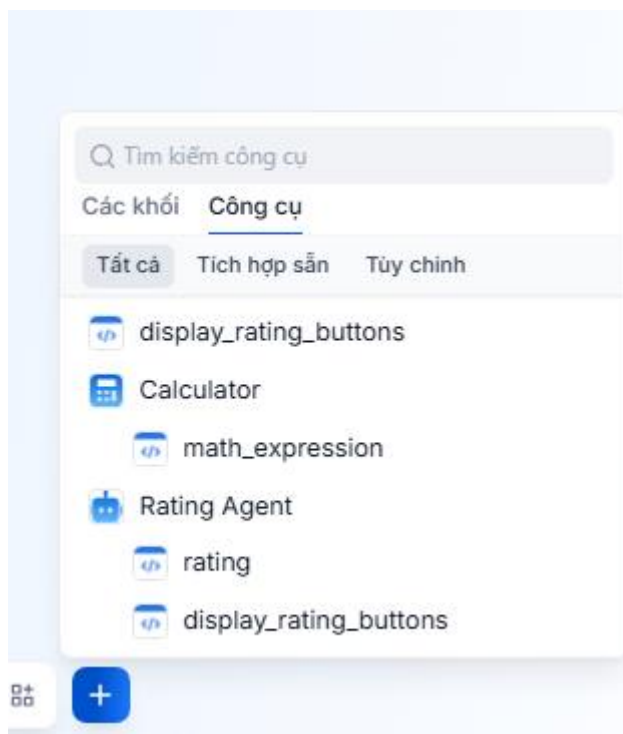 Tìm kiếm công cụ
Các khối Công cụ
Tất cả Tích hợp sẵn Tùy chỉnh
display_rating_buttons
Calculator
math_expression
Rating Agent
rating
display_rating_buttons